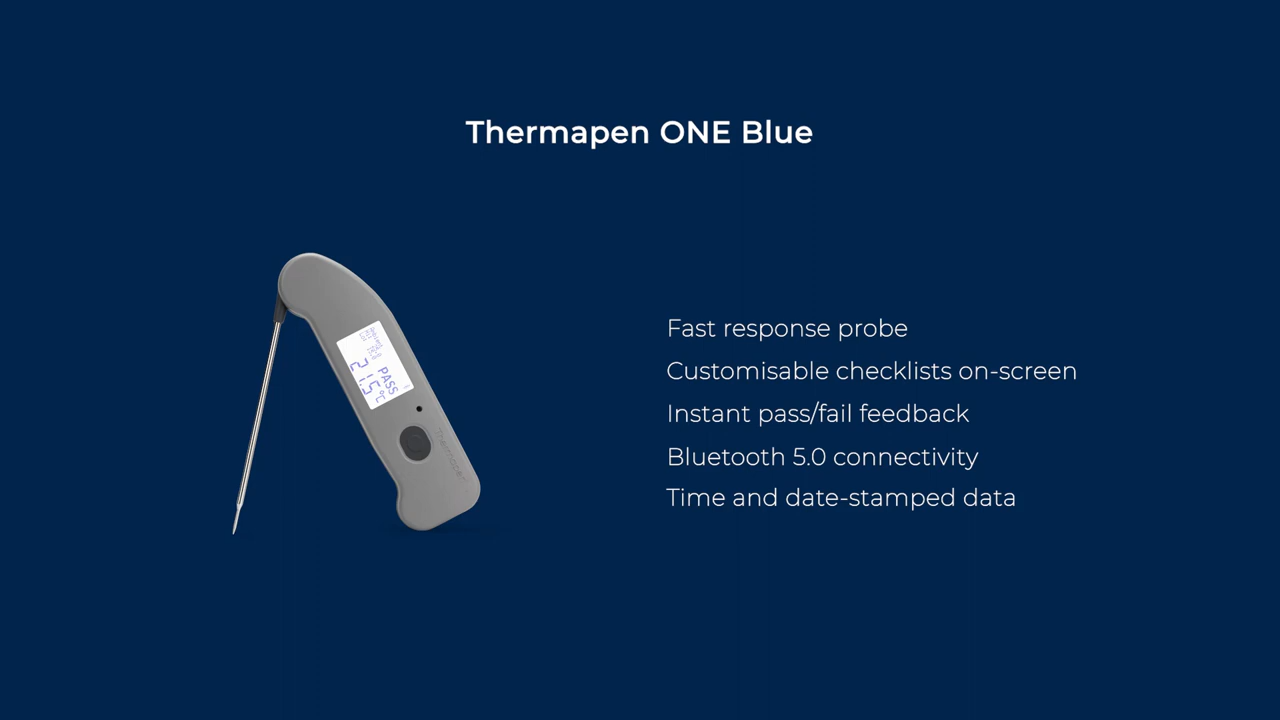 Thermapen ONE Blue
PASS
21.5°C
Thermapen
Fast response probe
Customisable checklists on-screen
Instant pass/fail feedback
Bluetooth 5.0 connectivity
Time and date-stamped data